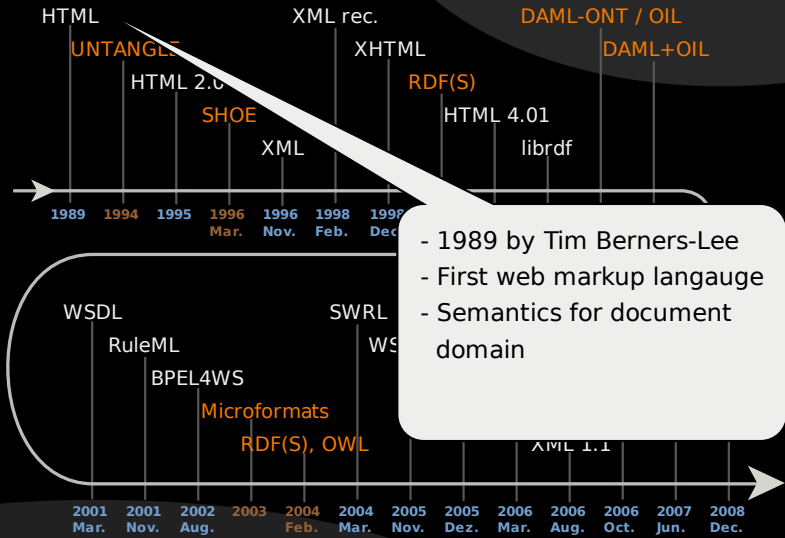 HTML
XML rec.
DAML-ONT / OIL
UNTANGLE
XHTML
DAML+OIL
HTML 2.0
RDF(S)
SHOE
HTML 4.01
XML
librdf
1989 1994 1995 1996 1996 1998 1998
Mar. Nov. Feb. Dec
- 1989 by Tim Berners-Lee
- First web markup langauge
- Semantics for document
domain
WSDL
SWRL
RuleML
WS
BPEL4WS
Microformats
RDF(S), OWL
XML 1.1
2001 2001 2002 2003 2004 2004 2005 2005 2006 2006 2006 2007 2008
Mar. Nov. Aug. Feb. Mar. Nov. Dez. Mar. Aug. Oct. Jun. Dec.